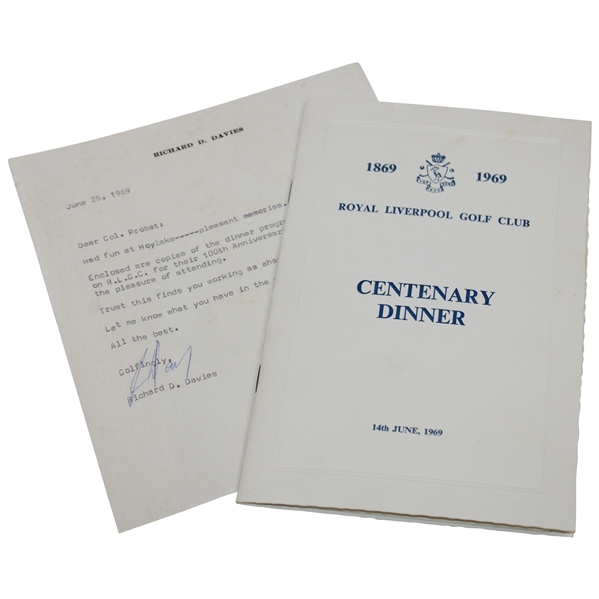 RICHARD D. DAVIES
June 25, 1969
Dear Col. Probst:
Had fun at Hoylake-----pleasant memories.
Enclosed are copies of the dinner progr
on R.L.G.C. for their 100th Anniversar
the pleasure of attending.
Trust this finds you working as
Let me know what you have in the
All the best.
Golfingly,
Richard D. Davies
1869 1969
ROYAL LIVERPOOL GOLF CLUB
CENTENARY
DINNER
14th JUNE, 1969